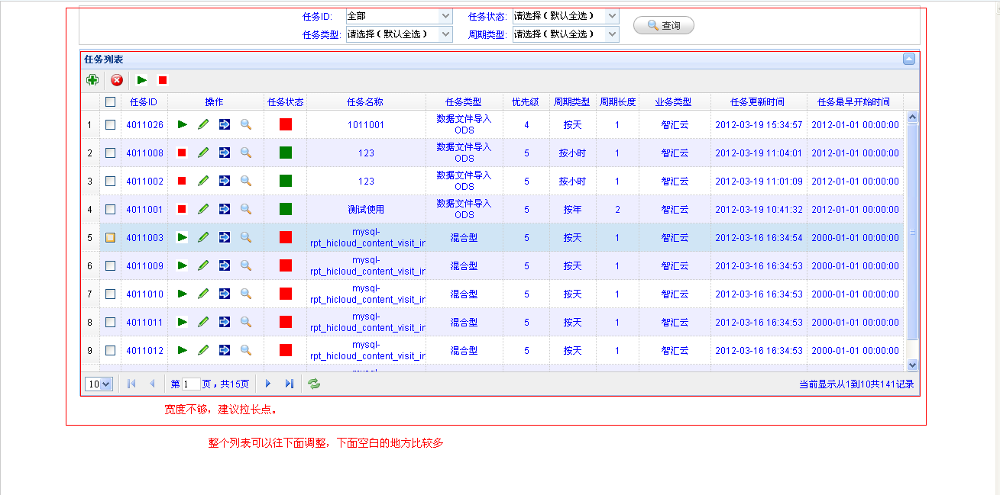 任务ID: 全部 任务状态: 请选择（默认全选）
任务类型: 请选择（默认全选） 周期类型: 请选择（默认全选）
查询
任务列表
任务ID 操作 任务状态 任务名称 任务类型 优先级 周期类型 周期长度 业务类型 任务更新时间 任务最早开始时间
1 4011026 1011001 数据文件导入ODS 4 按天 1 智汇云 2012-03-19 15:34:57 2012-01-01 00:00:00
2 4011008 123 数据文件导入ODS 5 按小时 1 智汇云 2012-03-19 11:04:01 2012-01-01 00:00:00
3 4011002 123 数据文件导入ODS 5 按小时 1 智汇云 2012-03-19 11:01:09 2012-01-01 00:00:00
4 4011001 测试使用 数据文件导入ODS 5 按年 2 智汇云 2012-03-19 10:41:32 2012-01-01 00:00:00
5 4011003 mysql-rpt_hicloud_content_visit_in 混合型 5 按天 1 智汇云 2012-03-16 16:34:54 2000-01-01 00:00:00
6 4011009 mysql-rpt_hicloud_content_visit_in 混合型 5 按天 1 智汇云 2012-03-16 16:34:53 2000-01-01 00:00:00
7 4011010 mysql-rpt_hicloud_content_visit_in 混合型 5 按天 1 智汇云 2012-03-16 16:34:53 2000-01-01 00:00:00
8 4011011 mysql-rpt_hicloud_content_visit_in 混合型 5 按天 1 智汇云 2012-03-16 16:34:53 2000-01-01 00:00:00
9 4011012 mysql-rpt_hicloud_content_visit_in 混合型 5 按天 1 智汇云 2012-03-16 16:34:53 2000-01-01 00:00:00
10 第 1 页，共15页 当前显示从1到10共141记录
宽度不够，建议拉长点。
整个列表可以往下面调整，下面空白的地方比较多